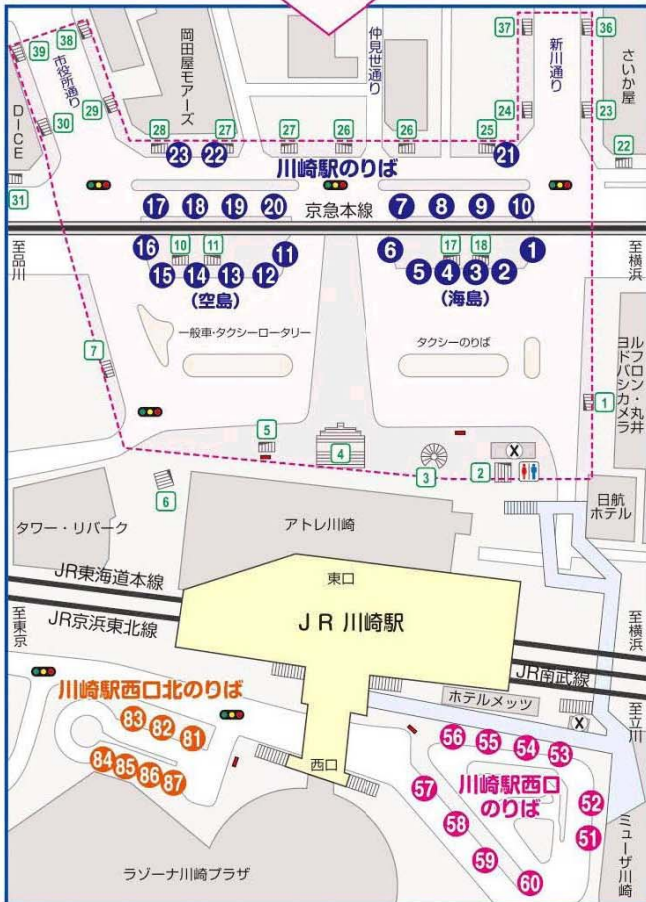 37
36
38
39
市役所通り
岡田屋モアーズ
仲見世通り
新川通り
さいか屋
DICE
30
29
24
23
28
27
27
26
26
25
22
23
22
21
31
川崎駅のりば
17
18
19
20
7
8
9
10
京急本線
至品川
16
10
11
11
15
14
13
12
(空島)
6
17
18
1
5
4
3
2
(海島)
至横浜
一般車・タクシーロータリー
タクシーのりば
7
ルフロン・丸井
ヨドバシカメラ
1
5
4
3
2
6
タワー・リバーク
アトレ川崎
日航
ホテル
JR東海道本線
東口
JR京浜東北線
JR川崎駅
至東京
至横浜
JR南武線
川崎駅西口北のりば
ホテルメッツ
至立川
83
82
81
84
85
86
87
西口
56
55
54
53
57
川崎駅西口
のりば
52
58
51
59
60
ラゾーナ川崎プラザ
ミューザ川崎